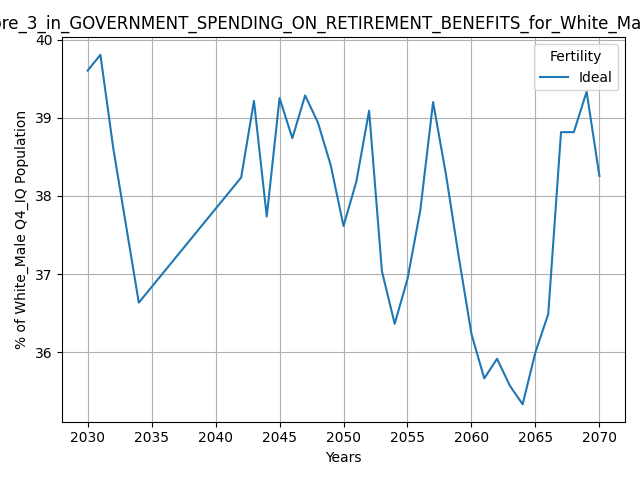 ore_3_in_GOVERNMENT_SPENDING_ON_RETIREMENT_BENEFITS_for_White_Ma
40
39
38
37
36
% of White_Male Q4_IQ Population
Fertility
Ideal
2030 2035 2040 2045 2050 2055 2060 2065 2070
Years